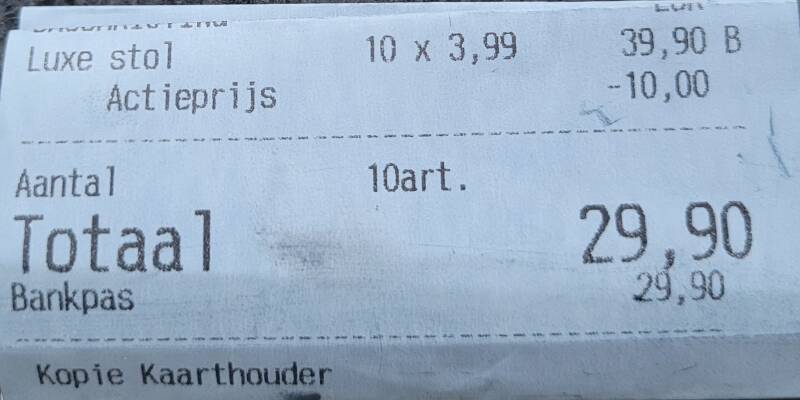 EUR
Luxe stol 10 x 3,99 39,90 B
Actieprijs -10,00
Aantal 10art.
Totaal 29,90
Bankpas 29,90
Kopie Kaarthouder